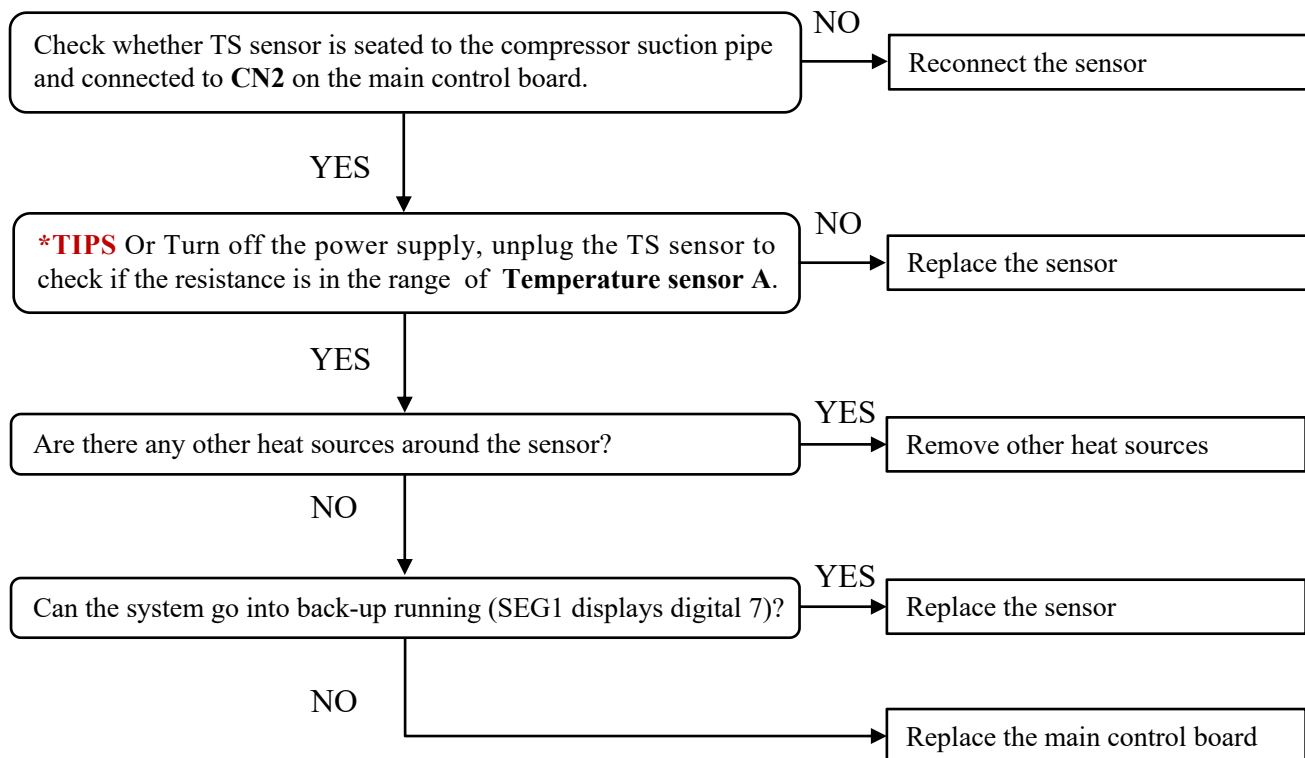 Check whether TS sensor is seated to the compressor suction pipe
and connected to CN2 on the main control board.
NO
Reconnect the sensor
YES
*TIPS Or Turn off the power supply, unplug the TS sensor to
check if the resistance is in the range of Temperature sensor A.
NO
Replace the sensor
YES
Are there any other heat sources around the sensor?
YES
Remove other heat sources
NO
Can the system go into back-up running (SEG1 displays digital 7)?
YES
Replace the sensor
NO
Replace the main control board